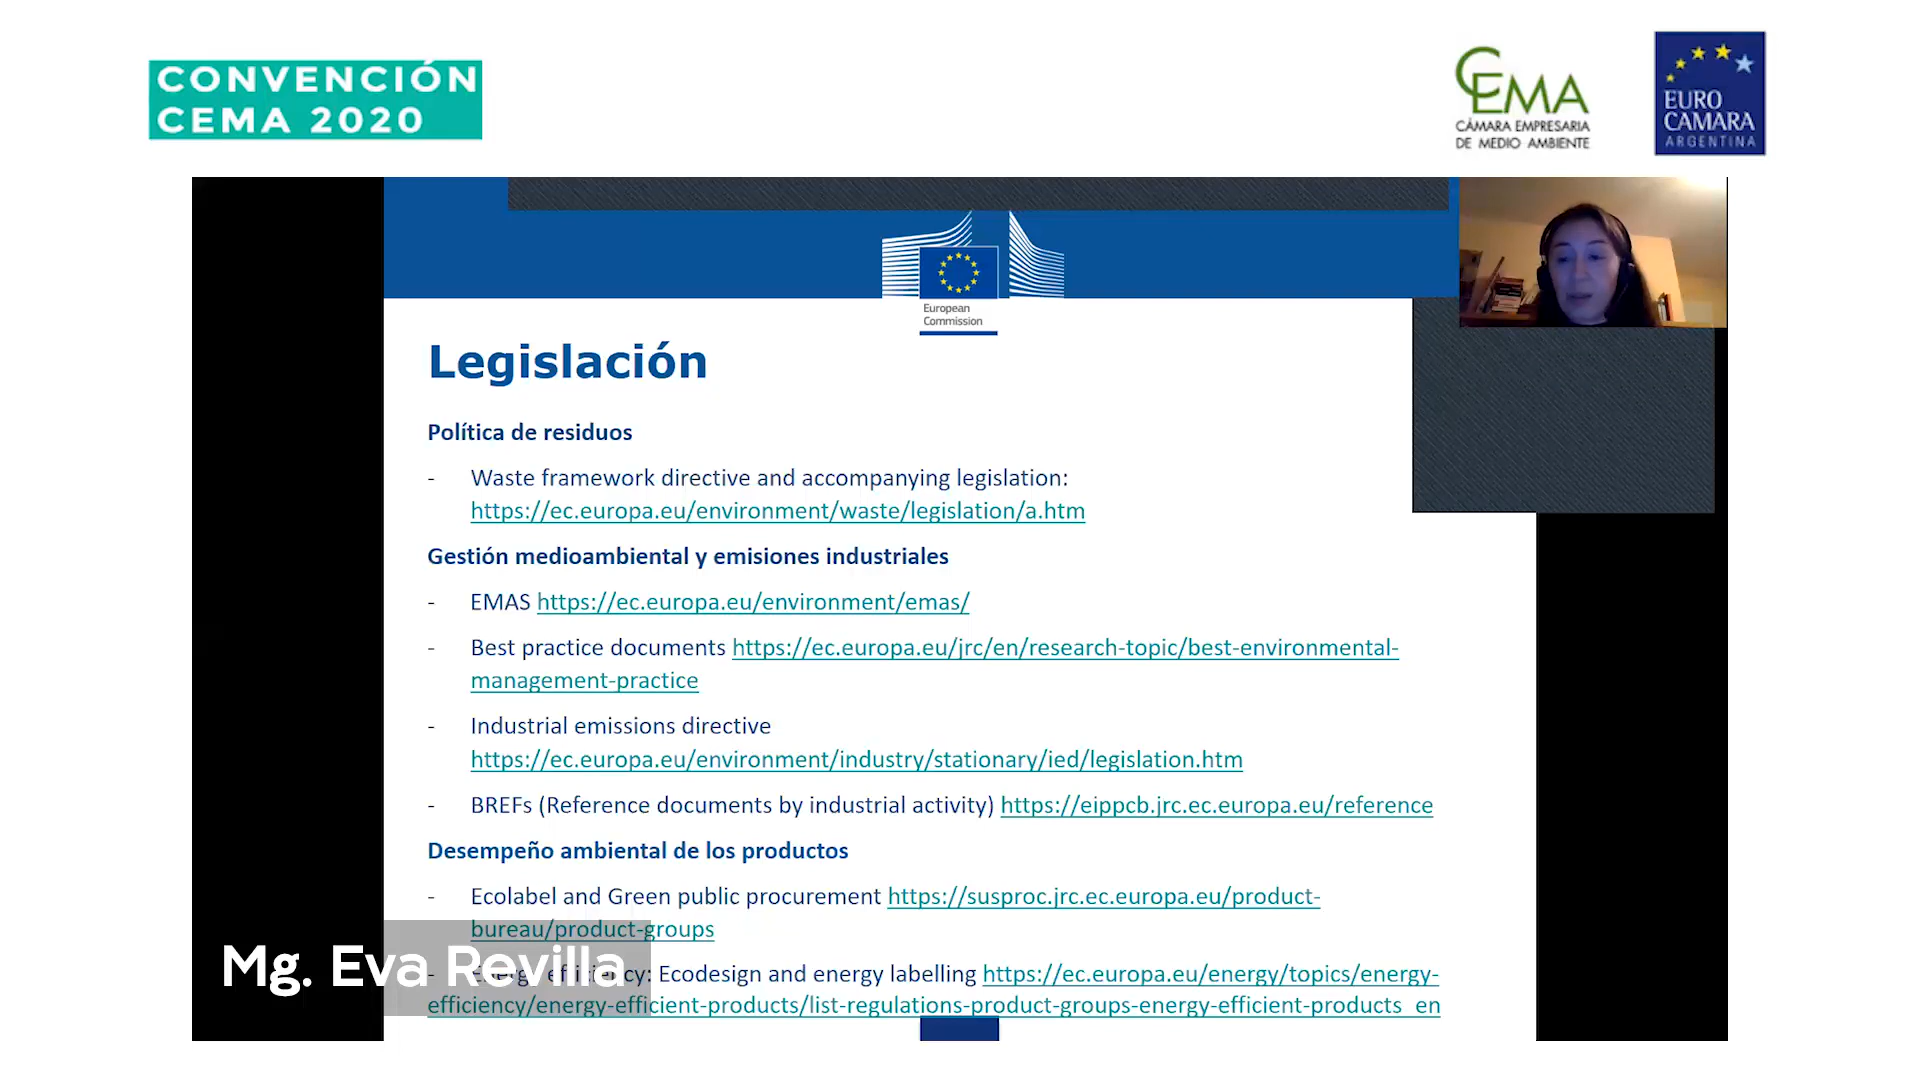 CONVENCIÓN
CEMA 2020
CEMA
CÁMARA EMPRESARIA
DE MEDIO AMBIENTE
EURO
CAMARA
ARGENTINA
European
Commission
Legislación
Política de residuos
- Waste framework directive and accompanying legislation:
https://ec.europa.eu/environment/waste/legislation/a.htm
Gestión medioambiental y emisiones industriales
- EMAS https://ec.europa.eu/environment/emas/
- Best practice documents https://ec.europa.eu/jrc/en/research-topic/best-environmental-
management-practice
- Industrial emissions directive
https://ec.europa.eu/environment/industry/stationary/ied/legislation.htm
- BREFs (Reference documents by industrial activity) https://eippcb.jrc.ec.europa.eu/reference
Desempeño ambiental de los productos
- Ecolabel and Green public procurement https://susproc.jrc.ec.europa.eu/product-
bureau/product-groups
- Energy efficiency: Ecodesign and energy labelling https://ec.europa.eu/energy/topics/energy-
efficiency/energy-efficient-products/list-regulations-product-groups-energy-efficient-products_en
Mg. Eva Revilla